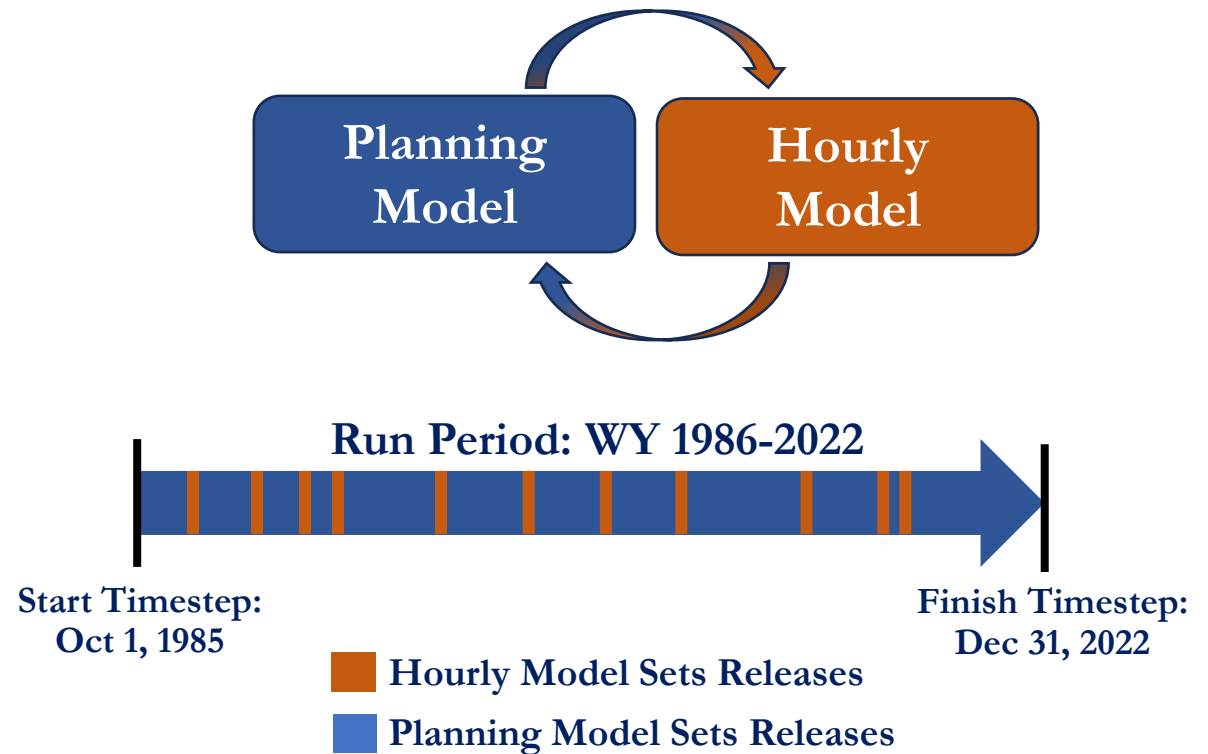 Planning
Model
Hourly
Model
Run Period: WY 1986-2022
Start Timestep:
Oct 1, 1985
Finish Timestep:
Dec 31, 2022
Hourly Model Sets Releases
Planning Model Sets Releases